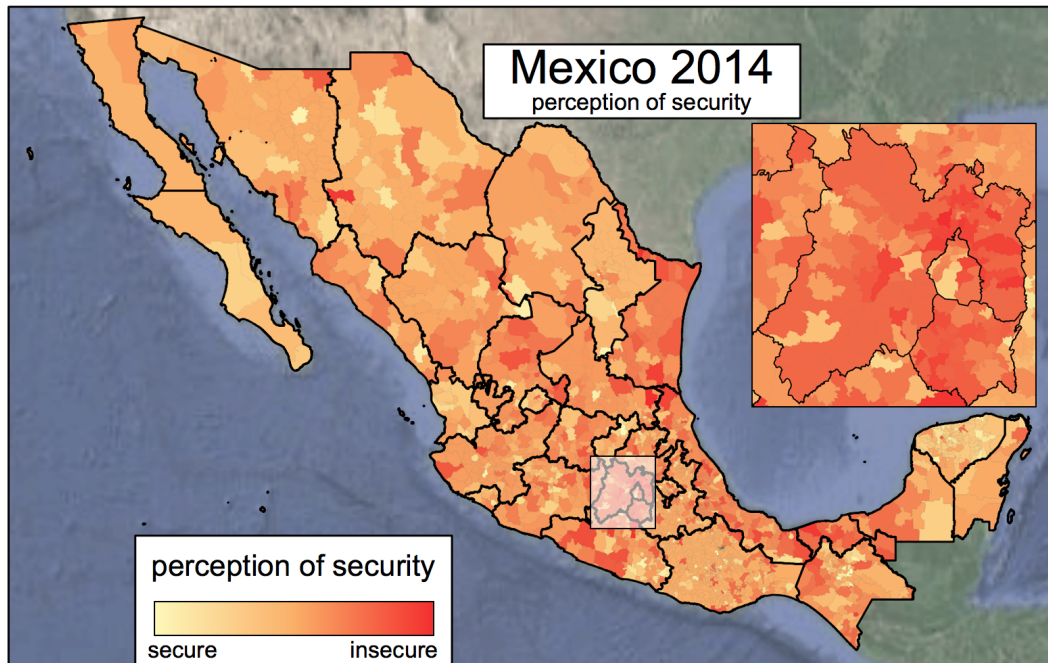 Mexico 2014
perception of security
perception of security
secure insecure